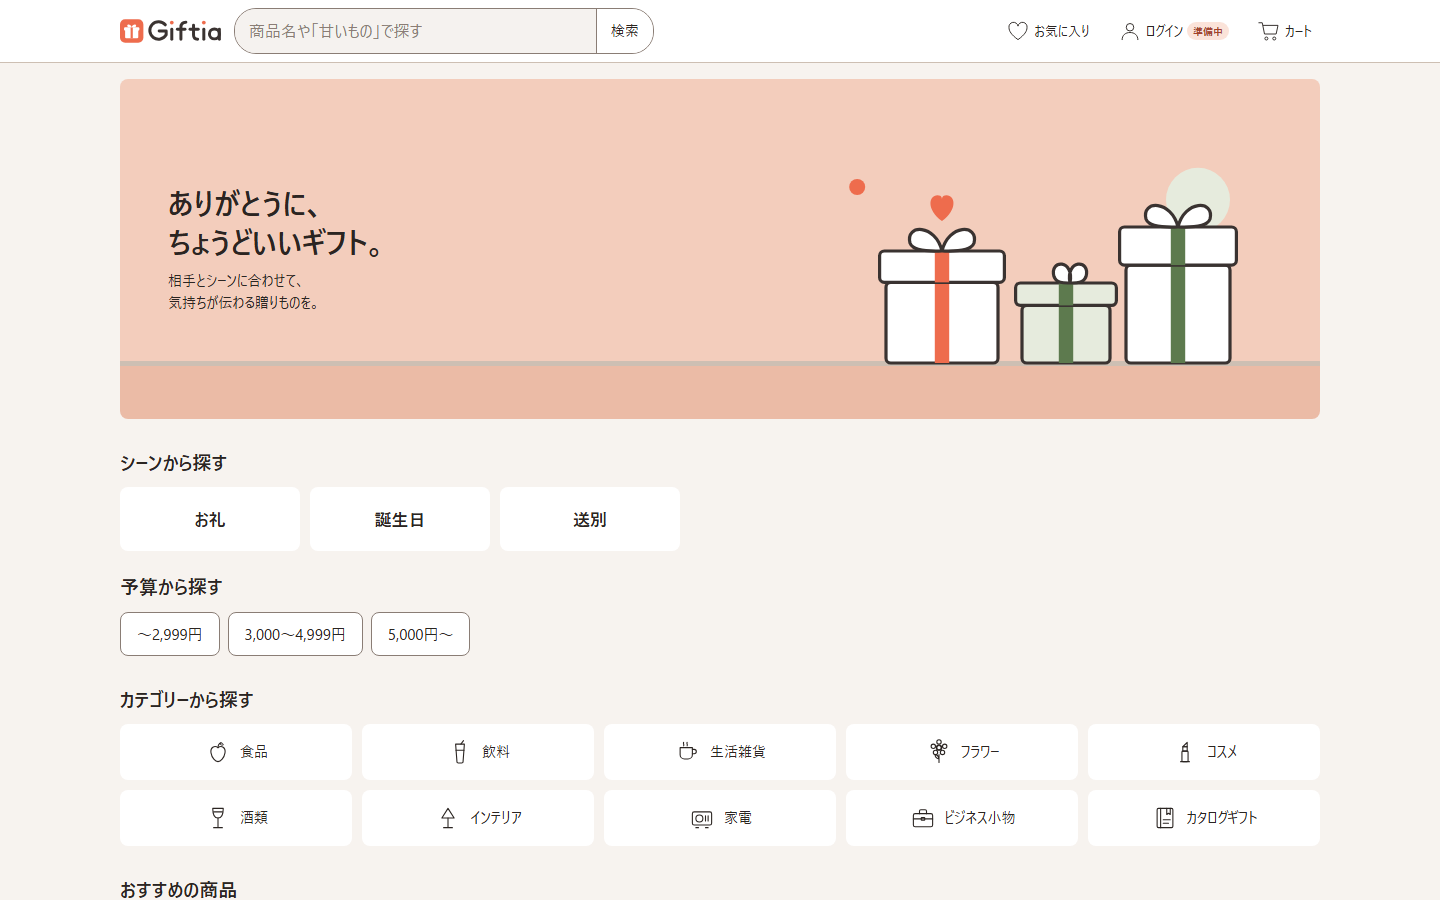 Giftia
商品名や「甘いもの」で探す
検索
お気に入り
ログイン 準備中
カート
ありがとうに、
ちょうどいいギフト。
相手とシーンに合わせて、
気持ちが伝わる贈りものを。
シーンから探す
お礼
誕生日
送別
予算から探す
～2,999円
3,000～4,999円
5,000円～
カテゴリーから探す
食品
飲料
生活雑貨
フラワー
コスメ
酒類
インテリア
家電
ビジネス小物
カタログギフト
おすすめの商品